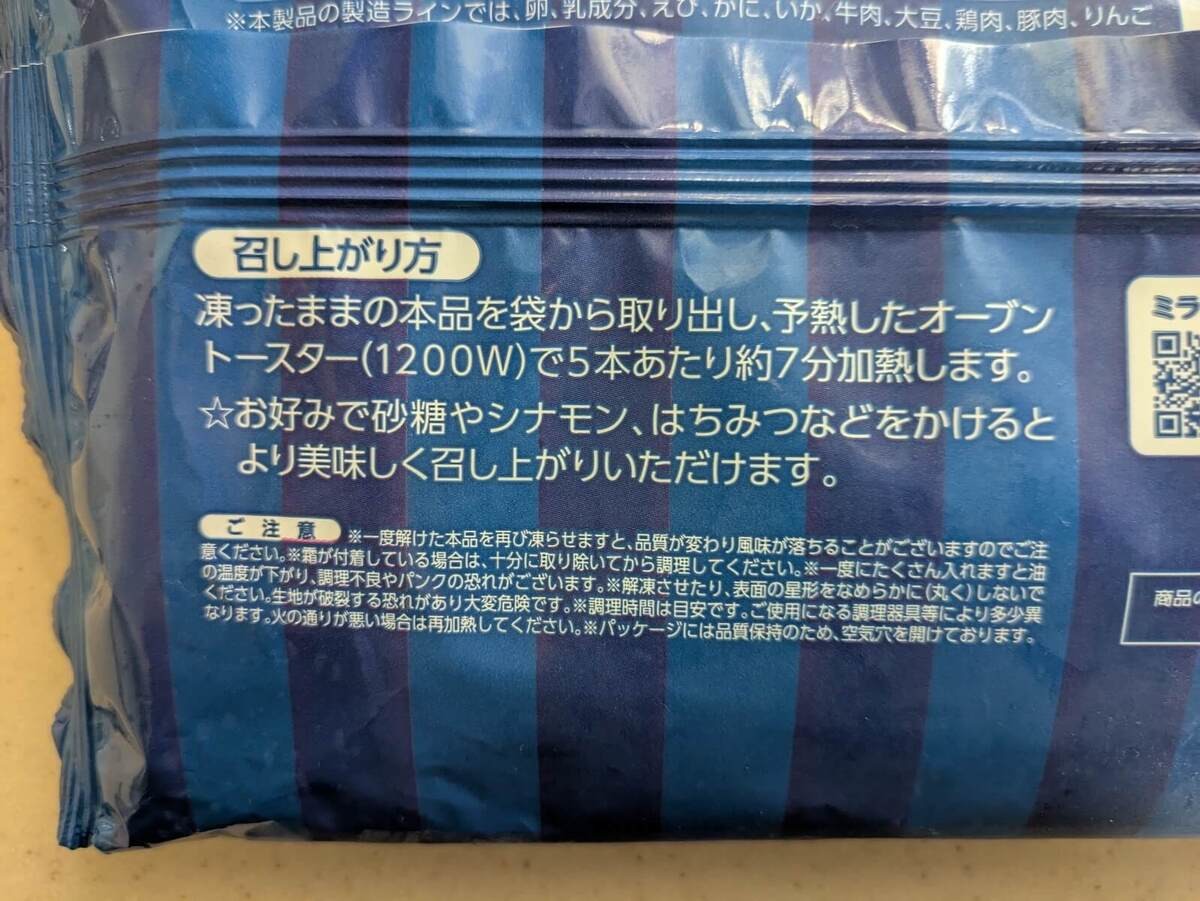 ※本製品の製造ラインでは、卵、乳成分、えび、かに、いか、牛肉、大豆、鶏肉、豚肉、りんご
召し上がり方
凍ったままの本品を袋から取り出し、予熱したオーブン
トースター(1200W)で5本あたり約7分加熱します。
☆お好みで砂糖やシナモン、はちみつなどをかけると
より美味しく召し上がりいただけます。
ミラ
ご注意 ※一度解けた本品を再び凍らせますと、品質が変わり風味が落ちることがございますのでご注
意ください。※霜が付着している場合は、十分に取り除いてから調理してください。※一度にたくさん入れますと油
の温度が下がり、調理不良やパンクの恐れがございます。※解凍させたり、表面の星形をなめらかに(丸く)しないで
ください。生地が破裂する恐れがあり大変危険です。※調理時間は目安です。ご使用になる調理器具等により多少異
なります。火の通りが悪い場合は再加熱してください。※パッケージには品質保持のため、空気穴を開けております。
商品の